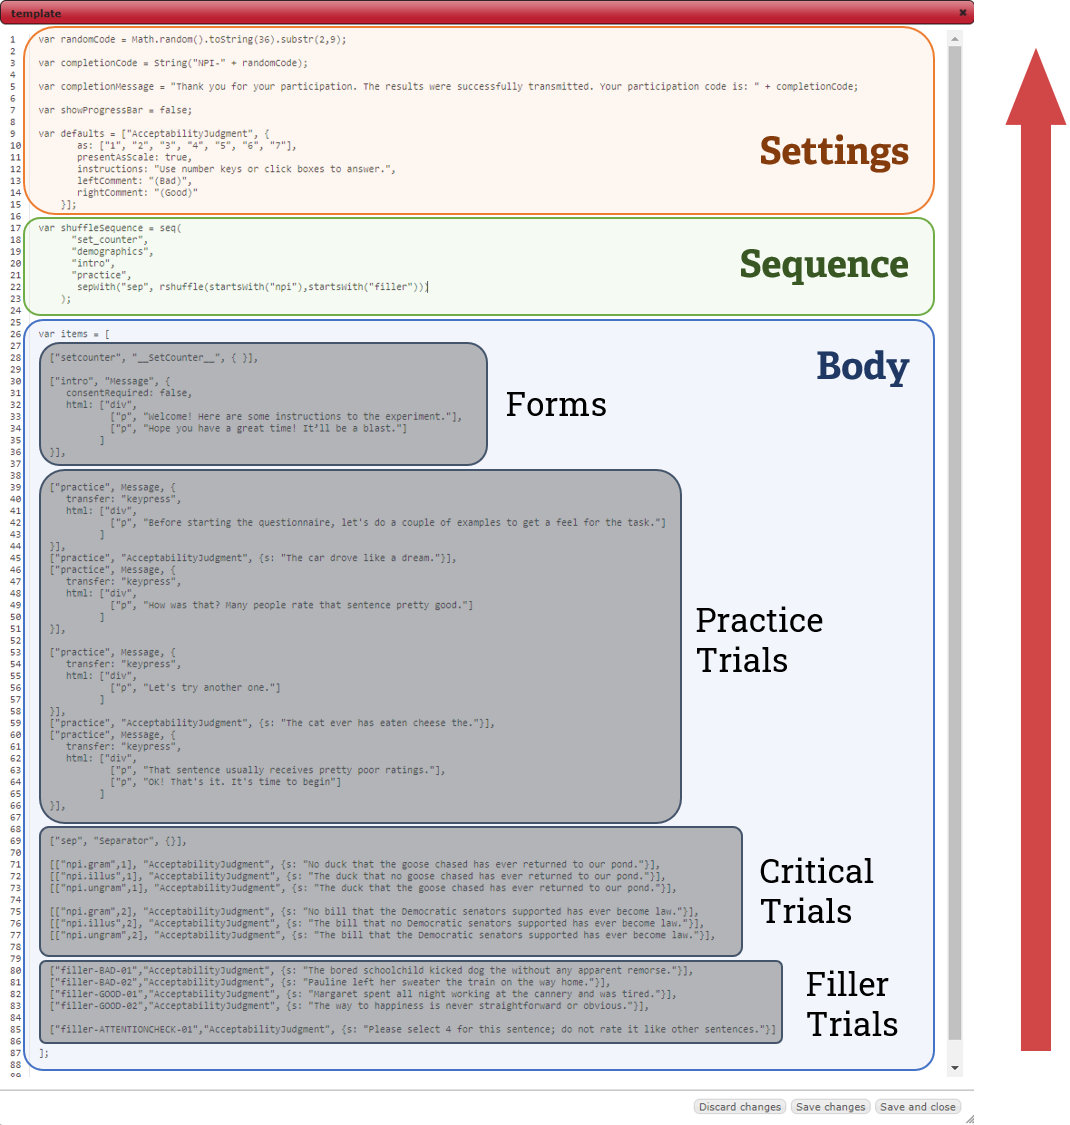 template
1 var randomCode = Math.random().toString(36).substr(2,9);
2
3 var completionCode = String("NPI-" + randomCode);
4
5 var completionMessage = "Thank you for your participation. The results were successfully transmitted. Your participation code is: " + completionCode;
6
7 var showProgressBar = false;
8
9 var defaults = ["AcceptabilityJudgment", {
10 as: ["1", "2", "3", "4", "5", "6", "7"],
11 presentAsScale: true,
12 instructions: "Use number keys or click boxes to answer.",
13 leftComment: "(Bad)",
14 rightComment: "(Good)"
15 }];
Settings
16
17 var shuffleSequence = seq(
18 "set_counter",
19 "demographics",
20 "intro",
21 "practice",
22 sepWith("sep", rshuffle(startsWith("npi"),startsWith("filler")))
23 );
Sequence
24
25
26 var items = [
Body
27
28 ["setcounter", "__SetCounter__", { }],
29
30 ["intro", "Message", {
31 consentRequired: false,
32 html: ["div",
33 ["p", "Welcome! Here are some instructions to the experiment."],
34 ["p", "Hope you have a great time! It’ll be a blast."]
35 ]
36 }],
Forms
37
38
39 ["practice", Message, {
40 transfer: "keypress",
41 html: ["div",
42 ["p", "Before starting the questionnaire, let's do a couple of examples to get a feel for the task."]
43 ]
44 }],
45 ["practice", "AcceptabilityJudgment", {s: "The car drove like a dream."}],
46 ["practice", Message, {
47 transfer: "keypress",
48 html: ["div",
49 ["p", "How was that? Many people rate that sentence pretty good."]
50 ]
51 }],
52
53 ["practice", Message, {
54 transfer: "keypress",
55 html: ["div",
56 ["p", "Let's try another one."]
57 ]
58 }],
59 ["practice", "AcceptabilityJudgment", {s: "The cat ever has eaten cheese the."}],
60 ["practice", Message, {
61 transfer: "keypress",
62 html: ["div",
63 ["p", "That sentence usually receives pretty poor ratings."],
64 ["p", "OK! That's it. It's time to begin"]
65 ]
66 }],
Practice
Trials
67
68
69 ["sep", "Separator", {}],
70
71 [["npi.gram",1], "AcceptabilityJudgment", {s: "No duck that the goose chased has ever returned to our pond."}],
72 [["npi.illus",1], "AcceptabilityJudgment", {s: "The duck that no goose chased has ever returned to our pond."}],
73 [["npi.ungram",1], "AcceptabilityJudgment", {s: "The duck that the goose chased has ever returned to our pond."}],
74
75 [["npi.gram",2], "AcceptabilityJudgment", {s: "No bill that the Democratic senators supported has ever become law."}],
76 [["npi.illus",2], "AcceptabilityJudgment", {s: "The bill that no Democratic senators supported has ever become law."}],
77 [["npi.ungram",2], "AcceptabilityJudgment", {s: "The bill that the Democratic senators supported has ever become law."}],
78
Critical
Trials
79
80 ["filler-BAD-01","AcceptabilityJudgment", {s: "The bored schoolchild kicked dog the without any apparent remorse."}],
81 ["filler-BAD-02","AcceptabilityJudgment", {s: "Pauline left her sweater the train on the way home."}],
82 ["filler-GOOD-01","AcceptabilityJudgment", {s: "Margaret spent all night working at the cannery and was tired."}],
83 ["filler-GOOD-02","AcceptabilityJudgment", {s: "The way to happiness is never straightforward or obvious."}],
84
85 ["filler-ATTENTIONCHECK-01","AcceptabilityJudgment", {s: "Please select 4 for this sentence; do not rate it like other sentences."}]
86
Filler
Trials
87 ];
88
Discard changes Save changes Save and close